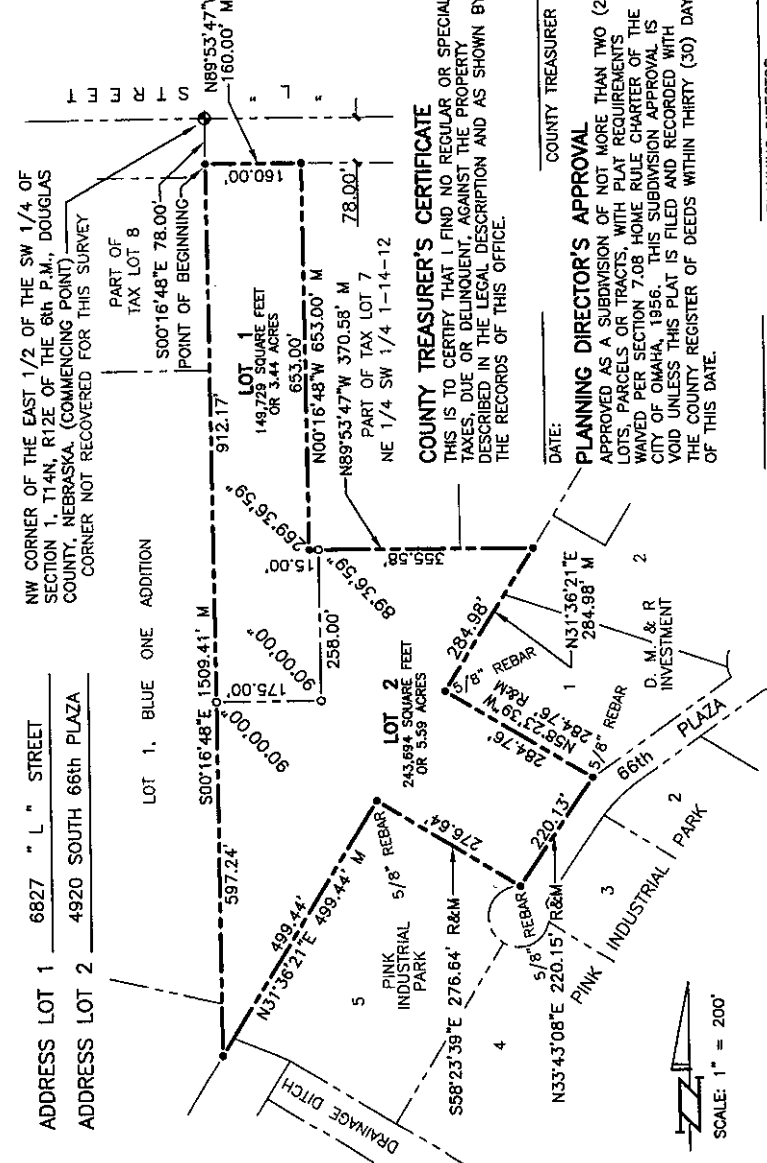 ADDRESS LOT 1 6827 " L " STREET
ADDRESS LOT 2 4920 SOUTH 66th PLAZA
NW CORNER OF THE EAST 1/2 OF THE SW 1/4 OF
SECTION 1, T14N, R12E OF THE 6th P.M., DOUGLAS
COUNTY, NEBRASKA, (COMMENCING POINT)
CORNER NOT RECOVERED FOR THIS SURVEY
LOT 1, BLUE ONE ADDITION
PART OF
TAX LOT 8
S00°16'48"E 78.00'
POINT OF BEGINNING
" L " STREET
N89°53'47"
160.00' M
S00°16'48"E 1509.41' M
597.24'
912.17'
160.00'
78.00'
LOT 1
149,729 SQUARE FEET
OR 3.44 ACRES
653.00'
N00°16'48"W 653.00' M
N89°53'47"W 370.58' M
PART OF TAX LOT 7
NE 1/4 SW 1/4 1-14-12
90°00'00"
175.00'
90°00'00"
258.00'
15.00'
269°36'59"
89°36'59"
355.58'
LOT 2
243,694 SQUARE FEET
OR 5.59 ACRES
499.44'
N31°36'21"E 499.44' M
5/8" REBAR
276.64'
5
PINK
INDUSTRIAL
PARK
S58°23'39"E 276.64' R&M
4
N33°43'08"E 220.15' R&M
5/8" REBAR
220.13'
5/8" REBAR
284.76'
N58°23'39"W
284.76' R&M
5/8" REBAR
284.98'
N31°36'21"E
284.98' M
1
2
D. M. & R
INVESTMENT
66th PLAZA
PINK INDUSTRIAL PARK
3
2
DRAINAGE DITCH
SCALE: 1" = 200'
COUNTY TREASURER'S CERTIFICATE
THIS IS TO CERTIFY THAT I FIND NO REGULAR OR SPECIAL
TAXES, DUE OR DELINQUENT, AGAINST THE PROPERTY
DESCRIBED IN THE LEGAL DESCRIPTION AND AS SHOWN BY
THE RECORDS OF THIS OFFICE.
DATE: COUNTY TREASURER
PLANNING DIRECTOR'S APPROVAL
APPROVED AS A SUBDIVISION OF NOT MORE THAN TWO (2
LOTS, PARCELS OR TRACTS, WITH PLAT REQUIREMENTS
WAIVED PER SECTION 7.08 HOME RULE CHARTER OF THE
CITY OF OMAHA, 1956. THIS SUBDIVISION APPROVAL IS
VOID UNLESS THIS PLAT IS FILED AND RECORDED WITH
THE COUNTY REGISTER OF DEEDS WITHIN THIRTY (30) DAY
OF THIS DATE.